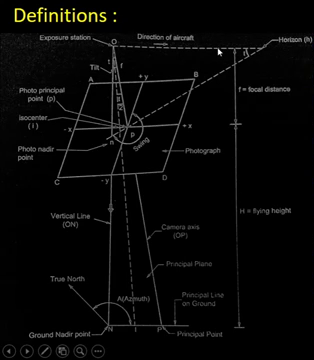 Definitions :
Exposure station
O
Direction of aircraft
Horizon (h)
t
f
Tilt
A
+ y
B
Photo principal
point (p)
f = focal distance
isocenter
( i )
- x
+ x
p
Photo nadir
point
n
Swing
Photograph
C
- y
D
Vertical Line
(ON)
H = flying height
Camera axis
(OP)
Principal Plane
True North
A(Azmuth)
Principal Line
on Ground
N
I
P
Ground Nadir point
Principal Point